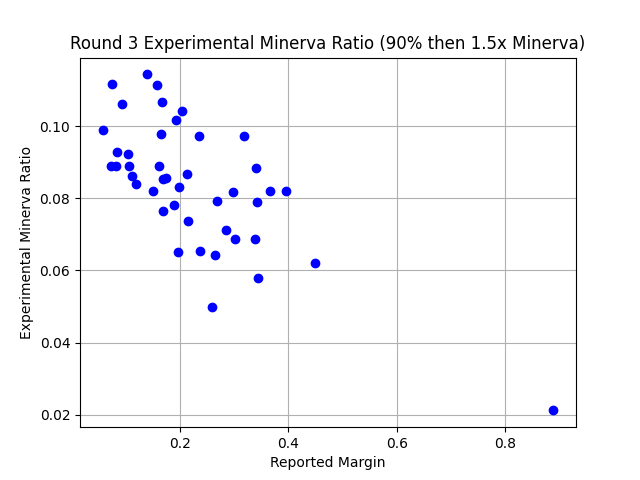 Round 3 Experimental Minerva Ratio (90% then 1.5x Minerva)
Experimental Minerva Ratio
0.10
0.08
0.06
0.04
0.02
0.2 0.4 0.6 0.8
Reported Margin